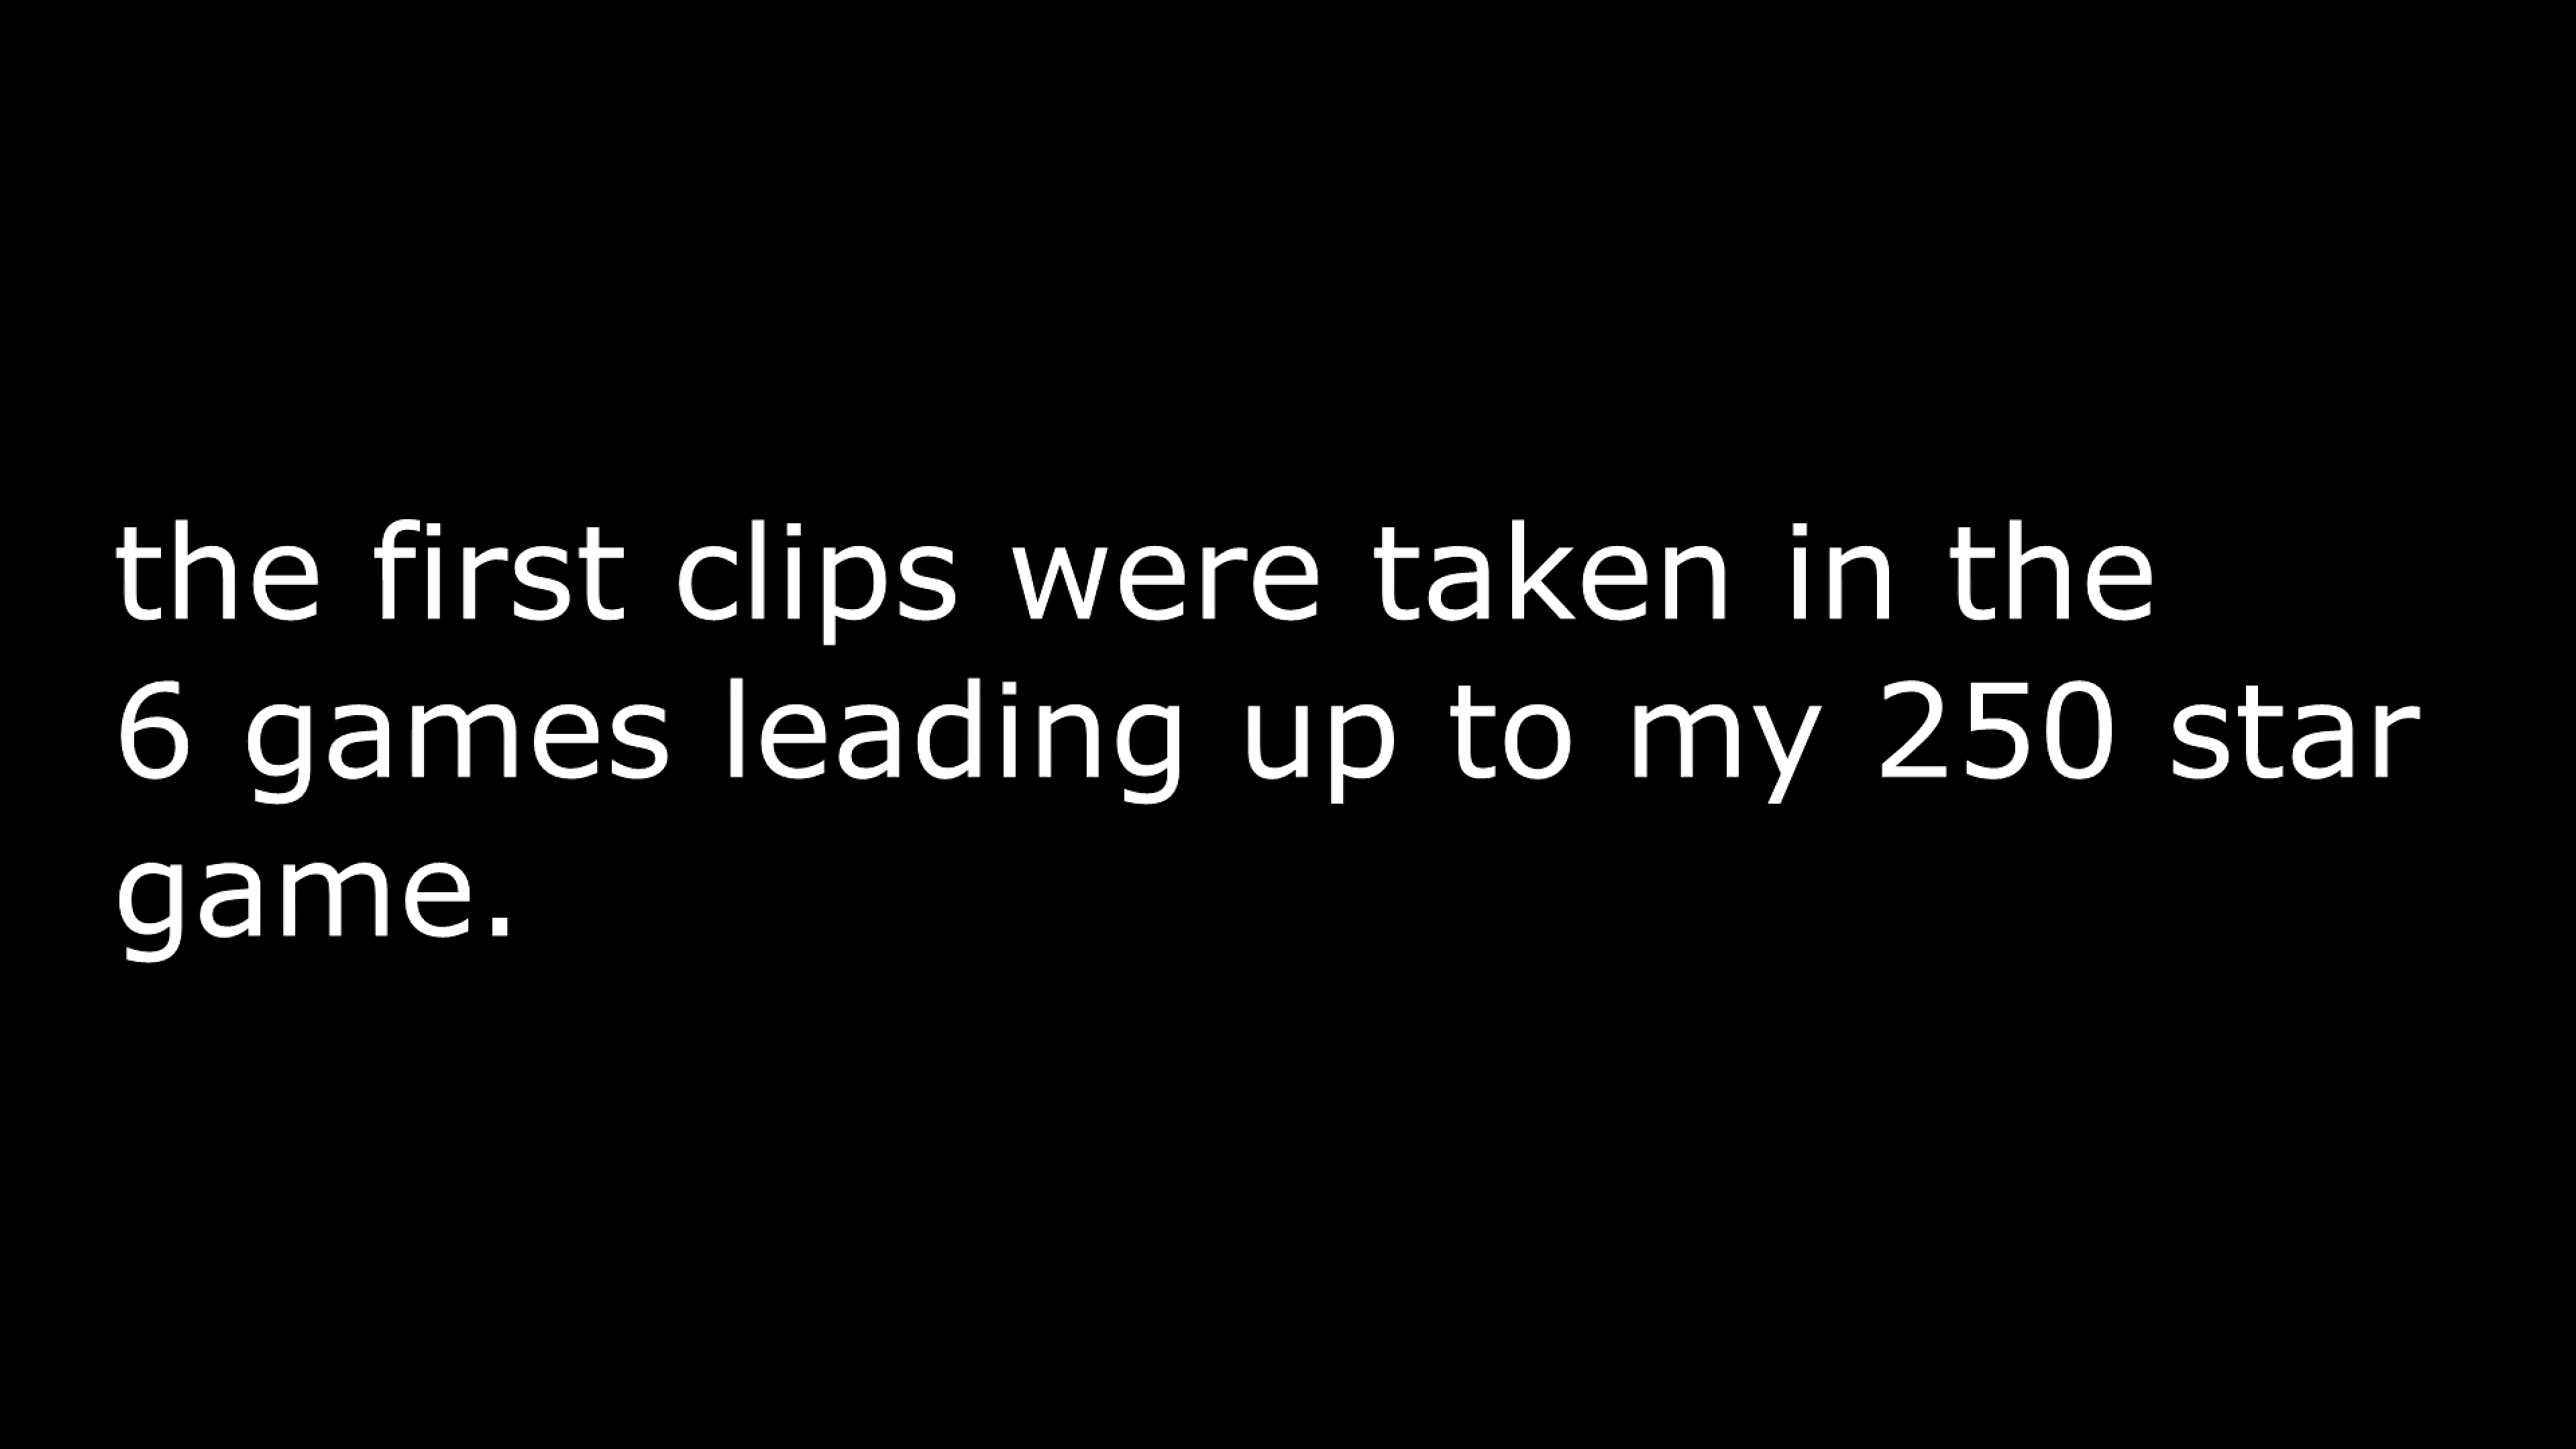 the first clips were taken in the
6 games leading up to my 250 star
game.